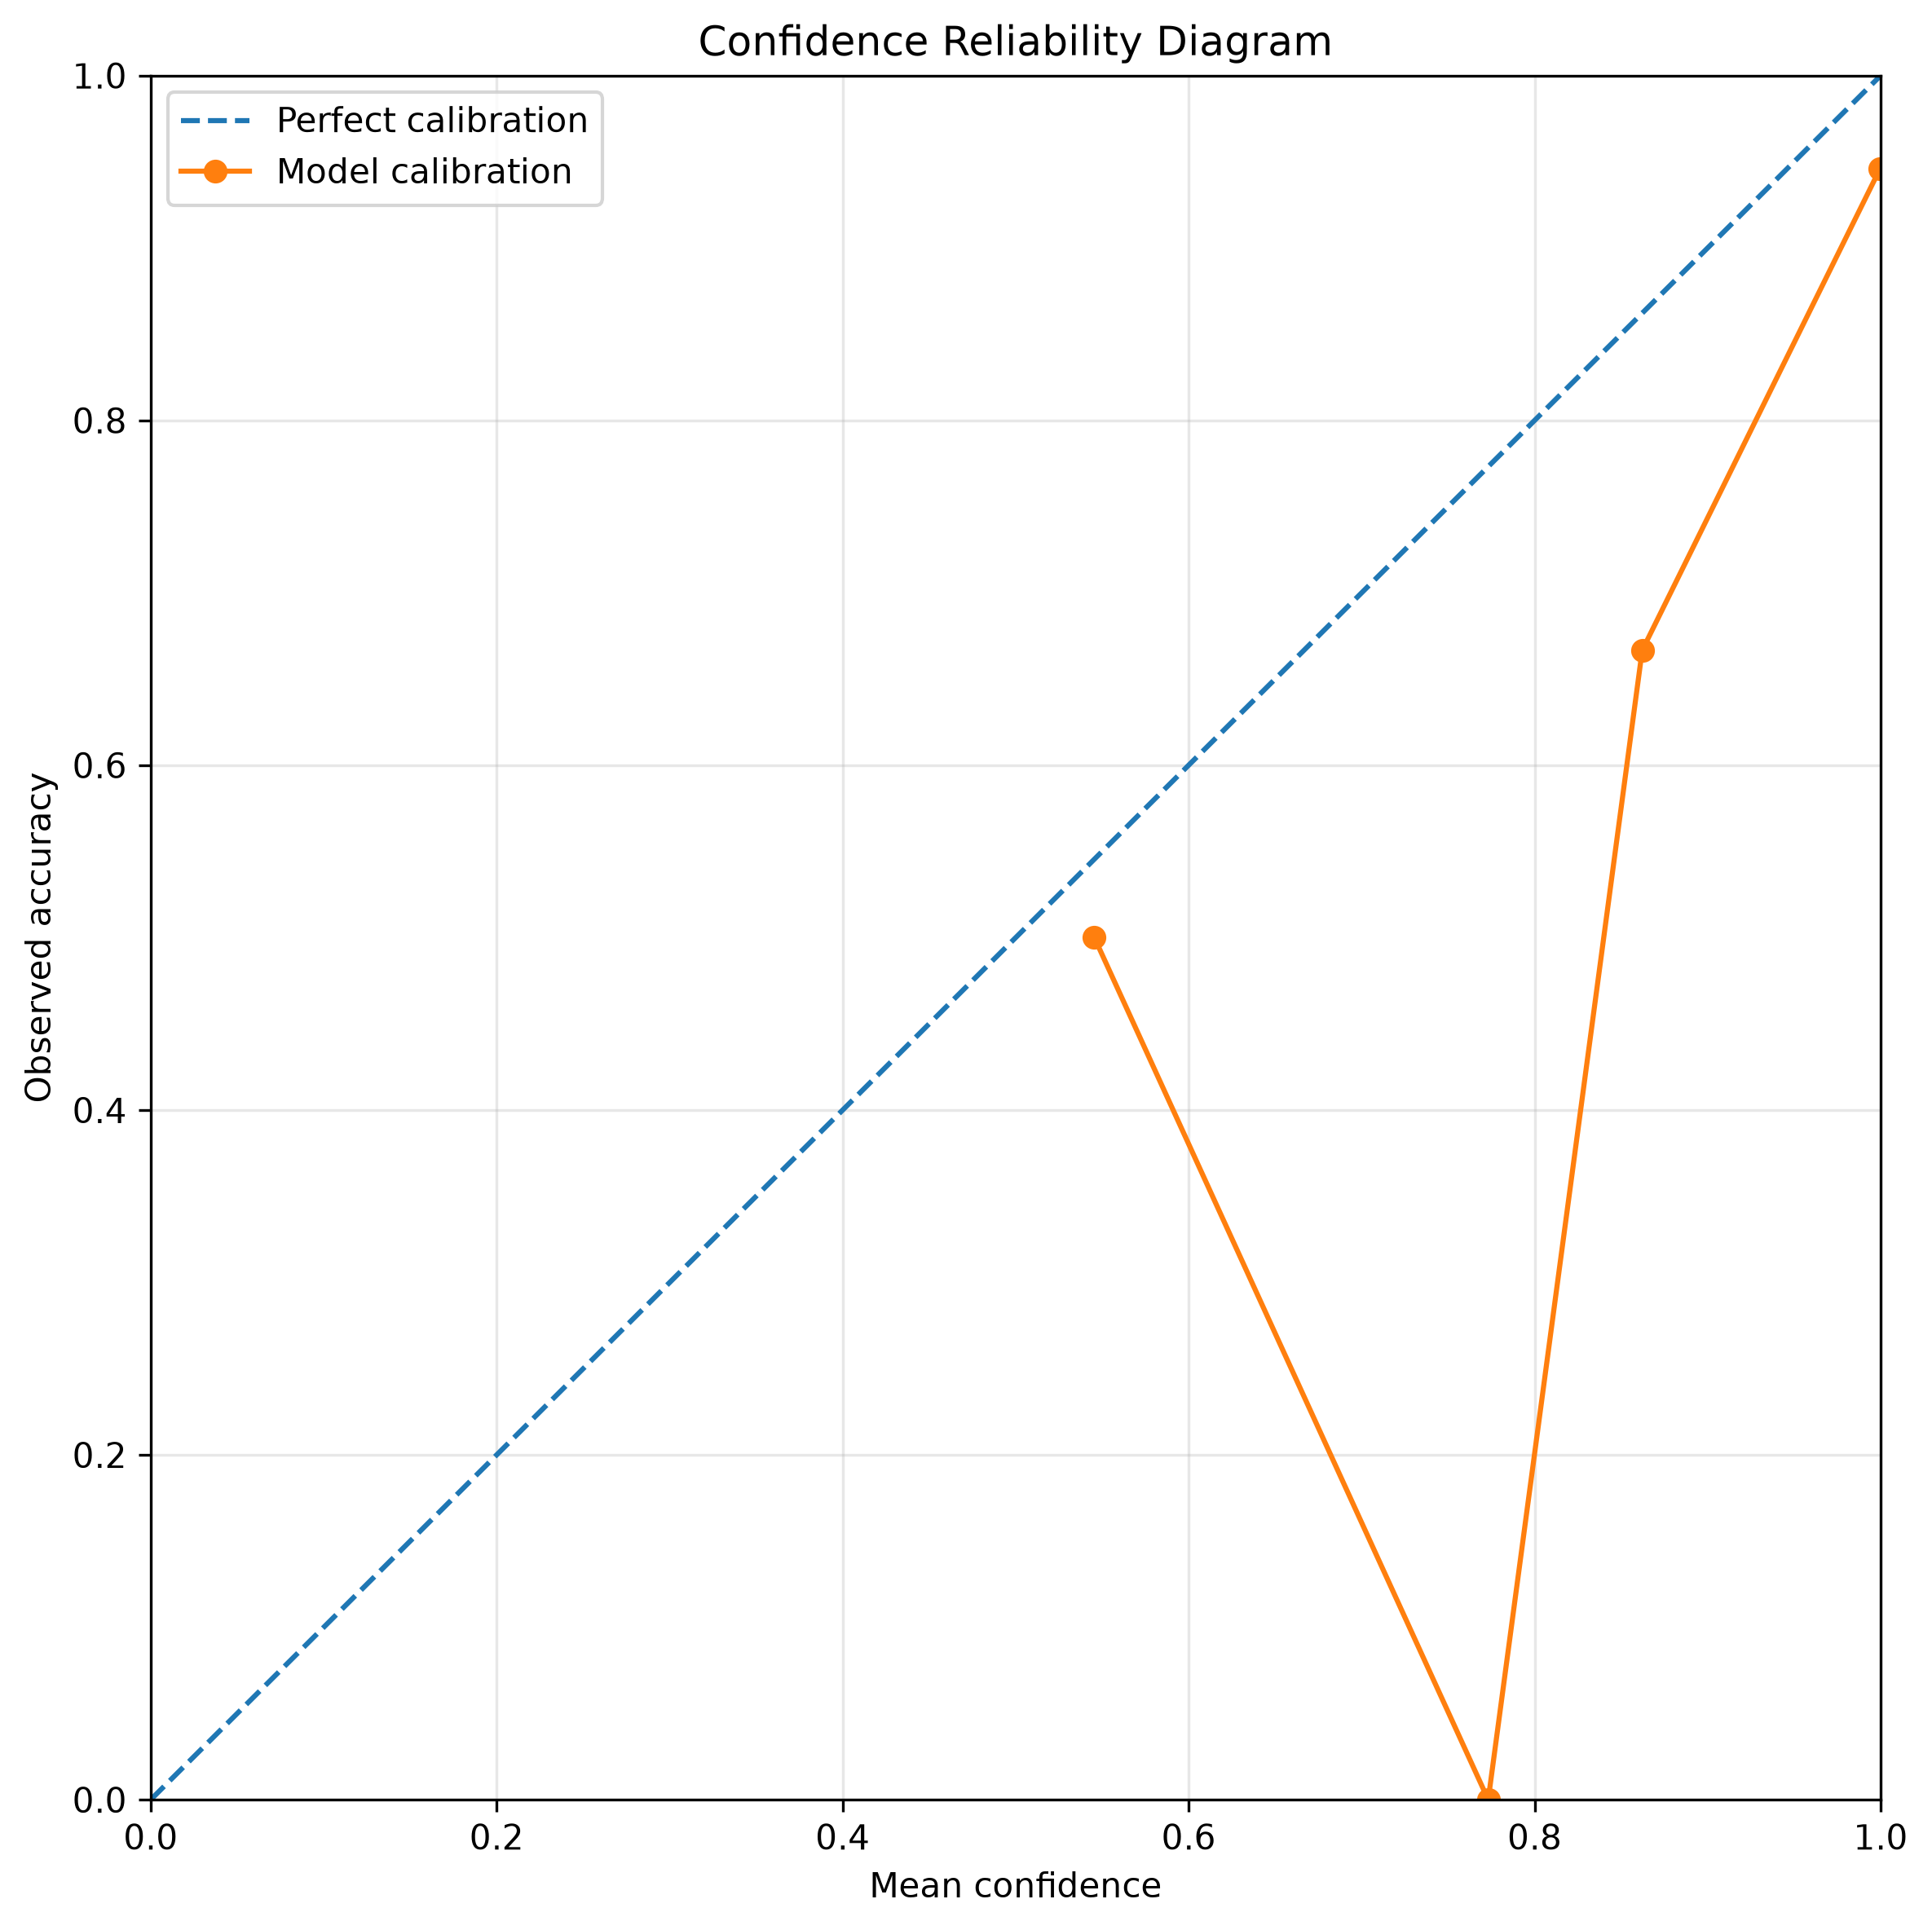 Confidence Reliability Diagram
Perfect calibration
Model calibration
1.0
0.8
0.6
0.4
0.2
0.0
Observed accuracy
0.0 0.2 0.4 0.6 0.8 1.0
Mean confidence